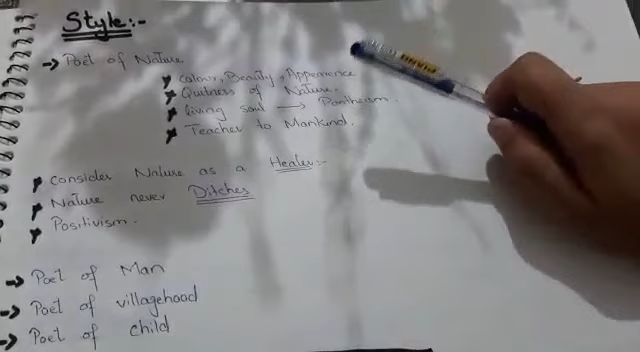 Style:-
→ Poet of Nature
Colour, Beauty, Appearence
Quitness of Nature.
living soul → Pantheism.
Teacher to Mankind.
Consider Nature as a Healer:-
Nature never Ditches
Positivism.
→ Poet of Man
→ Poet of villagehood
→ Poet of child